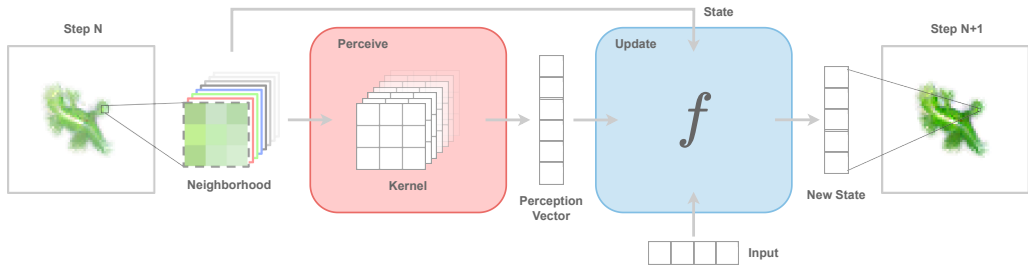 Step N
State
Step N+1
Perceive
Update
f
Neighborhood
Kernel
Perception
Vector
New State
Input